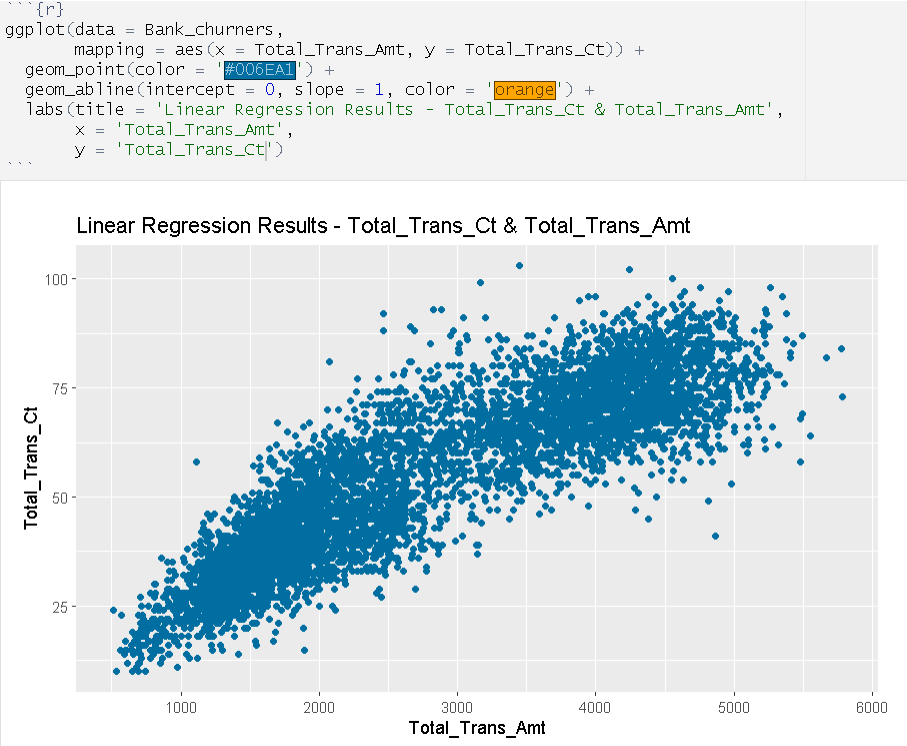 ```{r}
ggplot(data = Bank_churners,
       mapping = aes(x = Total_Trans_Amt, y = Total_Trans_Ct)) +
  geom_point(color = '#006EA1') +
  geom_abline(intercept = 0, slope = 1, color = 'orange') +
  labs(title = 'Linear Regression Results - Total_Trans_Ct & Total_Trans_Amt',
       x = 'Total_Trans_Amt',
       y = 'Total_Trans_Ct')
```
Linear Regression Results - Total_Trans_Ct & Total_Trans_Amt
100
75
50
25
Total_Trans_Ct
1000 2000 3000 4000 5000 6000
Total_Trans_Amt